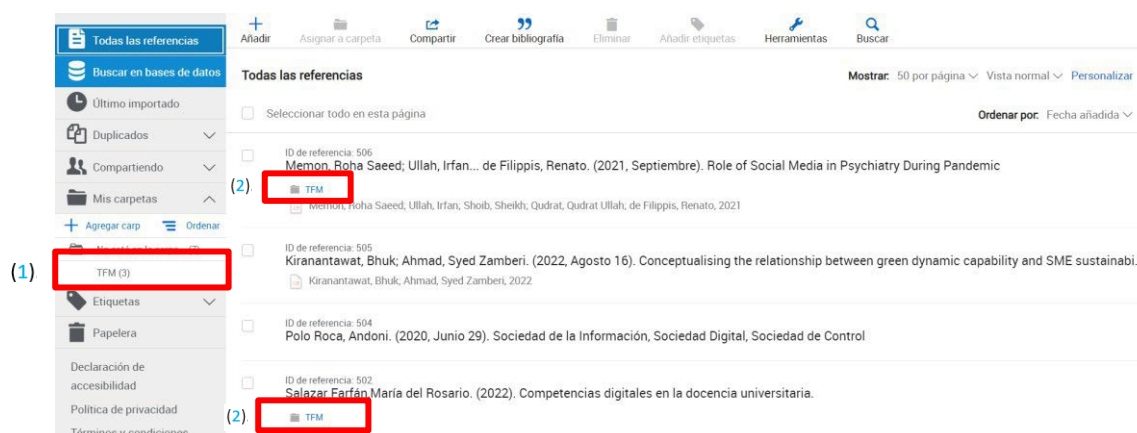 Todas las referencias
Buscar en bases de datos
Último importado
Duplicados
Compartiendo
Mis carpetas
Agregar carp Ordenar
(7)
(1).
TFM (3)
Etiquetas
Papelera
Declaración de
accesibilidad
Política de privacidad
Términos y condiciones
Añadir Asignar a carpeta Compartir Crear bibliografía Eliminar Añadir etiquetas Herramientas Buscar
Todas las referencias Mostrar: 50 por página Vista normal Personalizar
Seleccionar todo en esta página Ordenar por: Fecha añadida
ID de referencia: 506
Memon, Roha Saeed; Ullah, Irfan... de Filippis, Renato. (2021, Septiembre). Role of Social Media in Psychiatry During Pandemic
(2). TFM
Memon, Roha Saeed; Ullah, Irfan; Shoib, Sheikh; Qudrat, Qudrat Ullah; de Filippis, Renato, 2021
ID de referencia: 505
Kiranantawat, Bhuk; Ahmad, Syed Zamberi. (2022, Agosto 16). Conceptualising the relationship between green dynamic capability and SME sustainabi.
Kiranantawat, Bhuk; Ahmad, Syed Zamberi, 2022
ID de referencia: 504
Polo Roca, Andoni. (2020, Junio 29). Sociedad de la Información, Sociedad Digital, Sociedad de Control
ID de referencia: 502
Salazar Farfán María del Rosario. (2022). Competencias digitales en la docencia universitaria.
(2). TFM